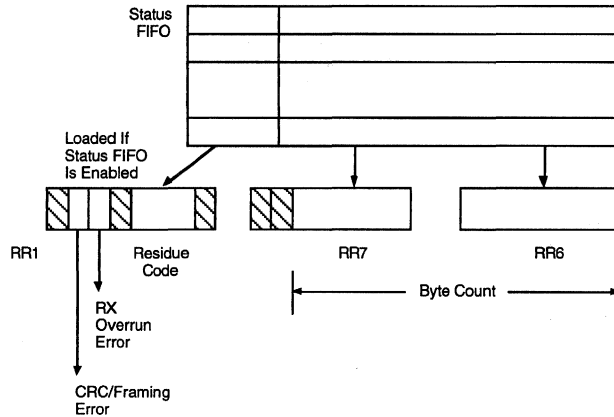 Status
FIFO
Loaded If
Status FIFO
Is Enabled
RR1
Residue
Code
RR7
RR6
Byte Count
RX
Overrun
Error
CRC/Framing
Error